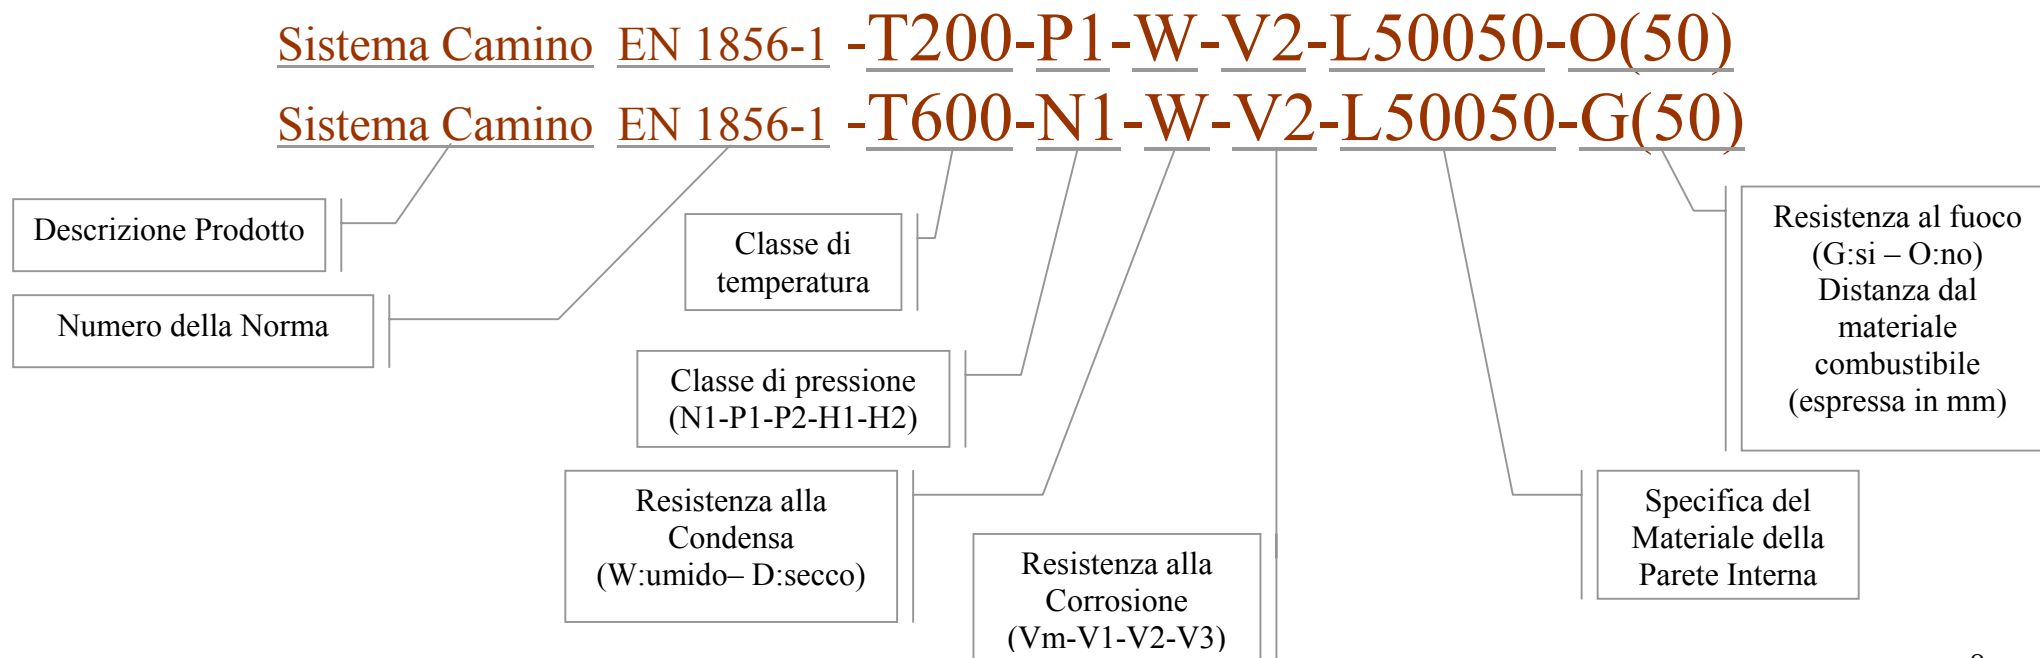 Sistema Camino EN 1856-1 -T200-P1-W-V2-L50050-O(50)
Sistema Camino EN 1856-1 -T600-N1-W-V2-L50050-G(50)
Descrizione Prodotto
Numero della Norma
Classe di
temperatura
Classe di pressione
(N1-P1-P2-H1-H2)
Resistenza alla
Condensa
(W:umido– D:secco)
Resistenza alla
Corrosione
(Vm-V1-V2-V3)
Specifica del
Materiale della
Parete Interna
Resistenza al fuoco
(G:si – O:no)
Distanza dal
materiale
combustibile
(espressa in mm)